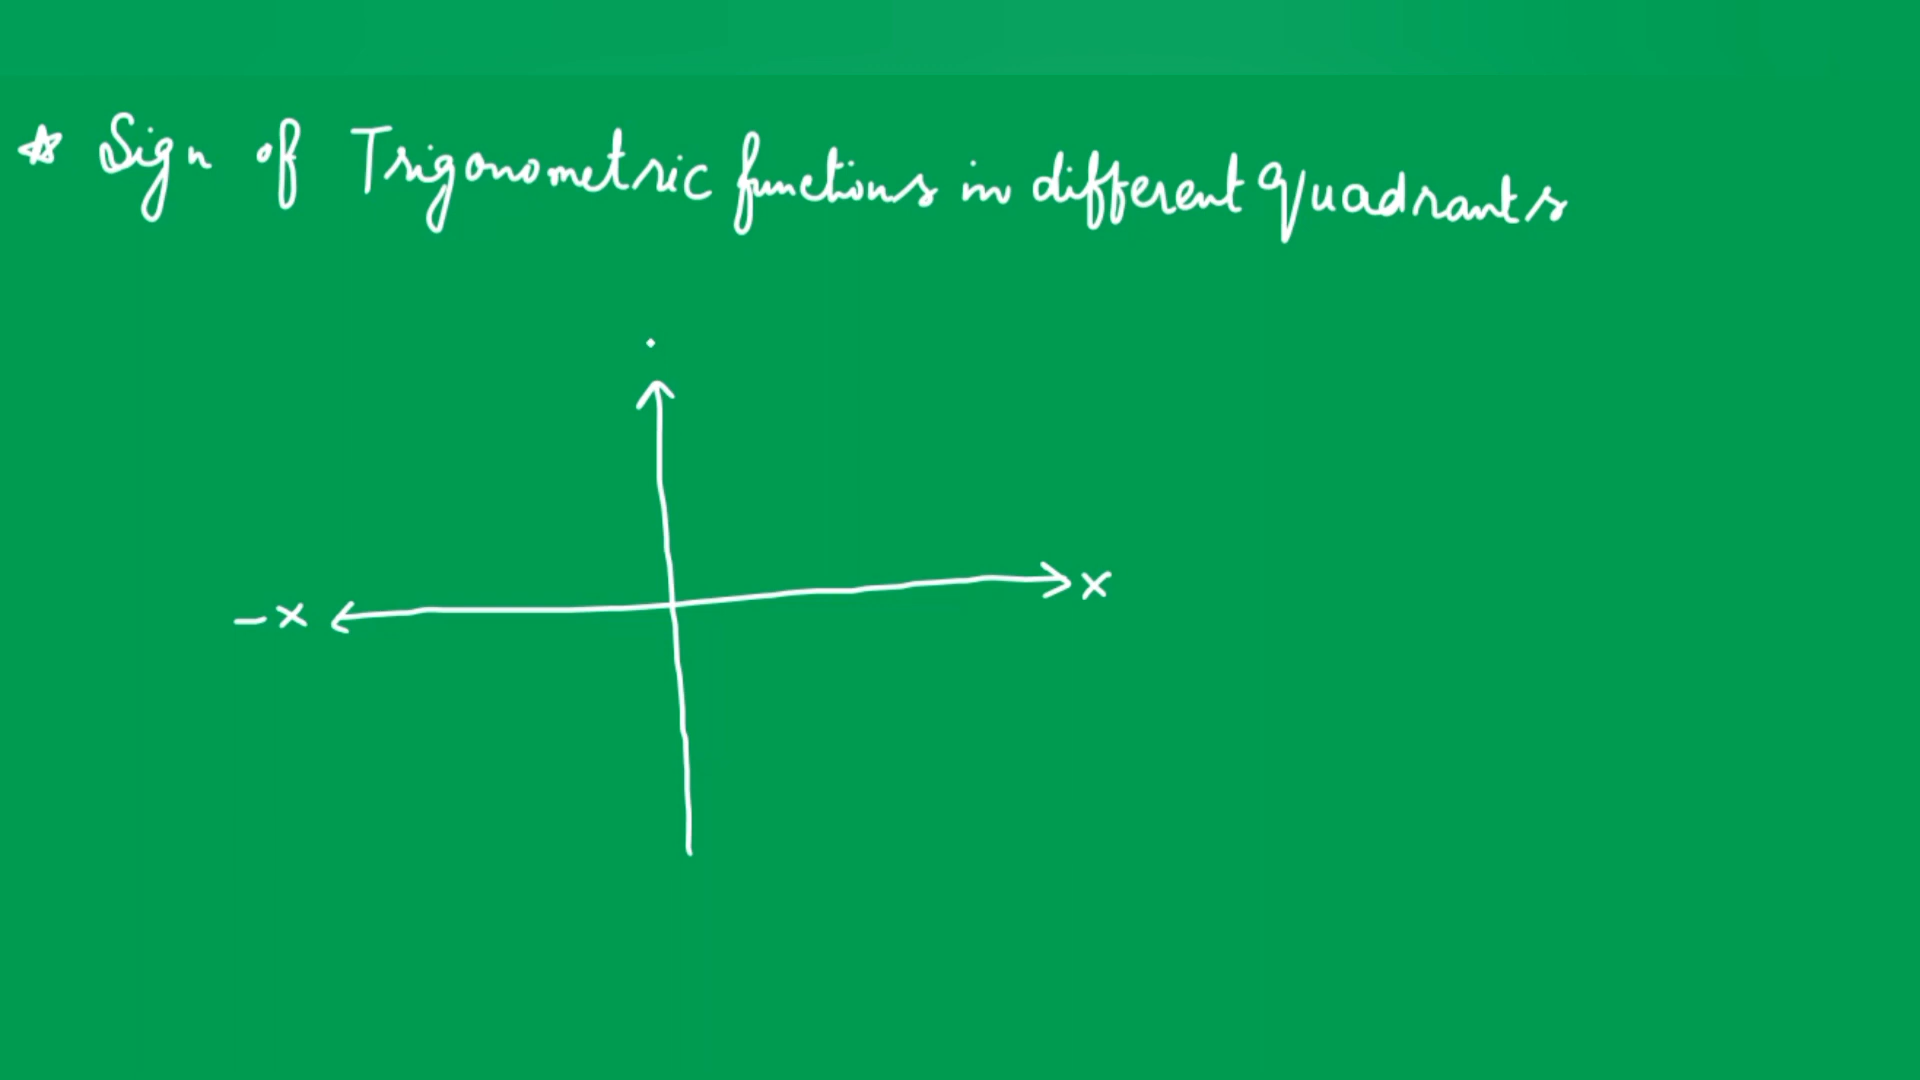 * Sign of Trigonometric functions in different quadrants
-x
x